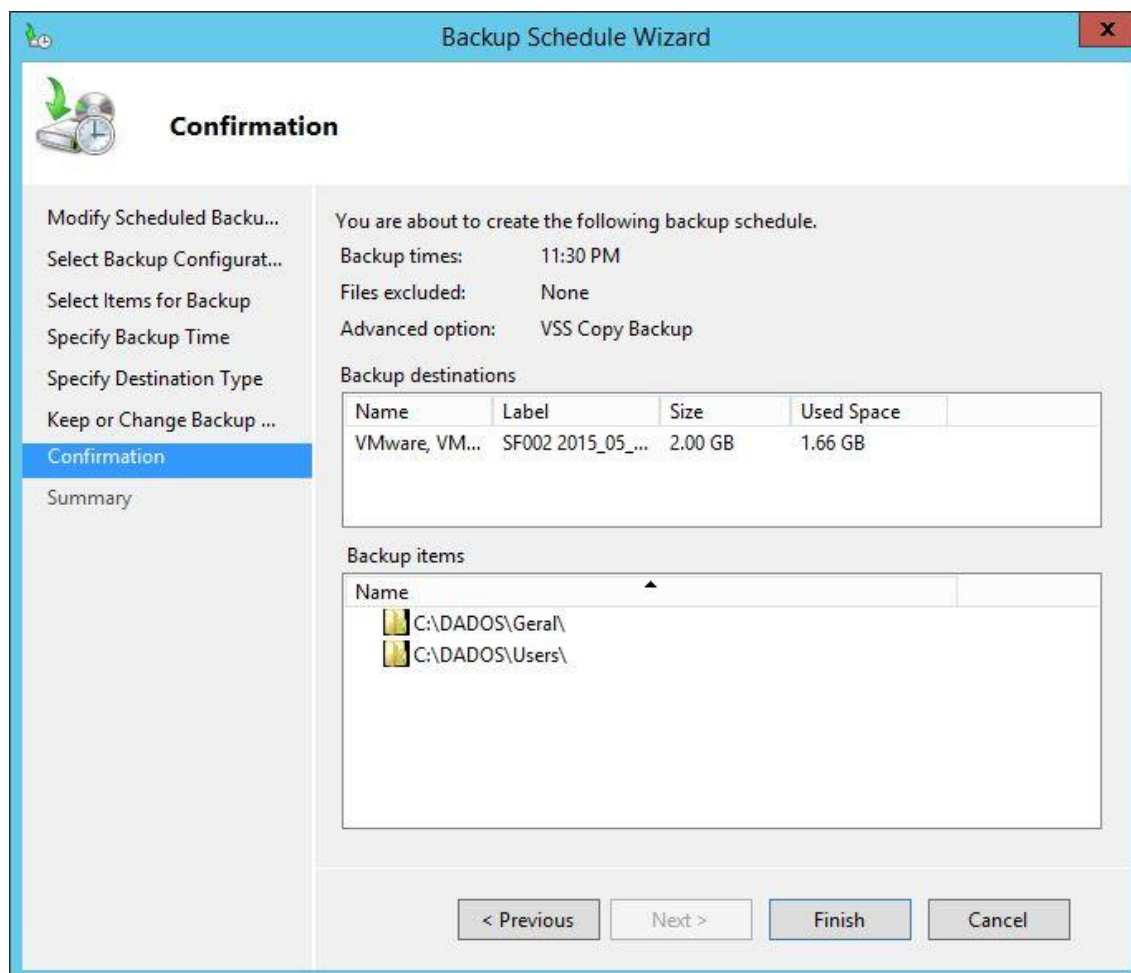 Backup Schedule Wizard
x
Confirmation
Modify Scheduled Backu...
Select Backup Configurat...
Select Items for Backup
Specify Backup Time
Specify Destination Type
Keep or Change Backup ...
Confirmation
Summary
You are about to create the following backup schedule.
Backup times: 11:30 PM
Files excluded: None
Advanced option: VSS Copy Backup
Backup destinations
Name Label Size Used Space
VMware, VM... SF002 2015_05_... 2.00 GB 1.66 GB
Backup items
Name
C:\DADOS\Geral\
C:\DADOS\Users\
< Previous Next > Finish Cancel